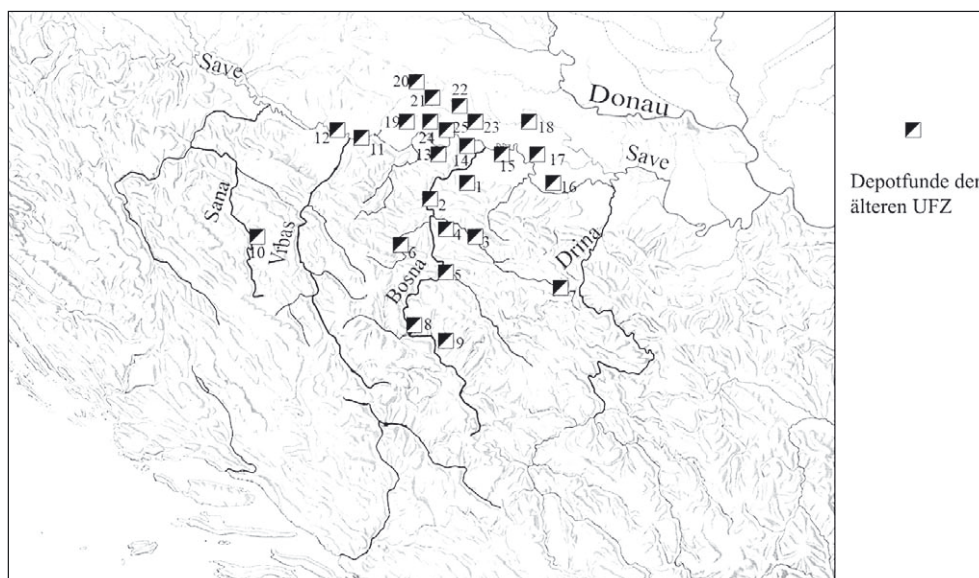 Save
Donau
20
21
22
19
24
25
23
18
12
11
13
14
15
17
Save
16
1
2
Sana
Vrbas
10
4
3
Drina
6
Bosna
5
7
8
9
Depotfunde der
älteren UFZ